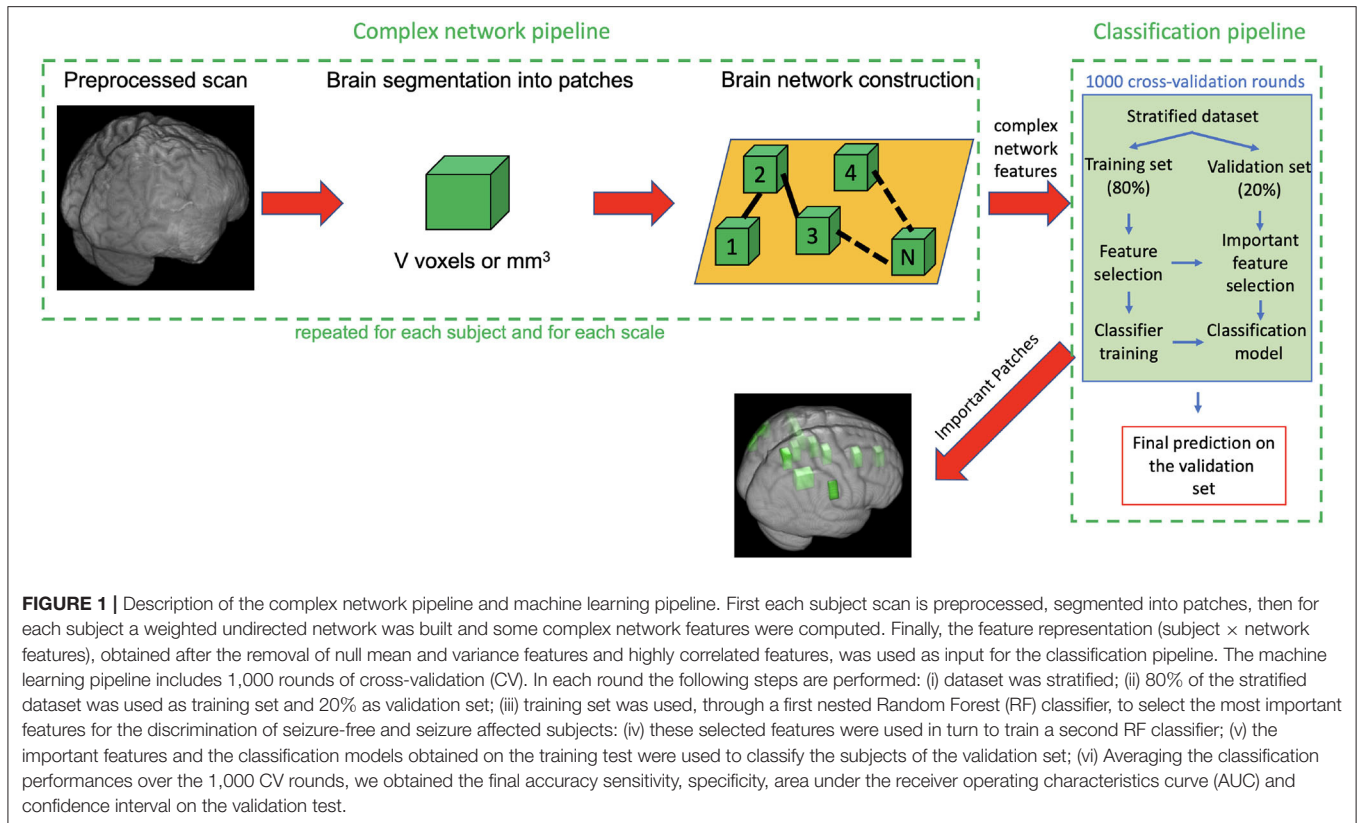 Complex network pipeline
Classification pipeline
Preprocessed scan
Brain segmentation into patches
Brain network construction
V voxels or mm³
1
2
3
4
N
repeated for each subject and for each scale
complex
network
features
1000 cross-validation rounds
Stratified dataset
Training set
(80%)
Validation set
(20%)
Feature
selection
Important
feature
selection
Classifier
training
Classification
model
Final prediction on
the validation
set
Important Patches
FIGURE 1 | Description of the complex network pipeline and machine learning pipeline. First each subject scan is preprocessed, segmented into patches, then for
each subject a weighted undirected network was built and some complex network features were computed. Finally, the feature representation (subject × network
features), obtained after the removal of null mean and variance features and highly correlated features, was used as input for the classification pipeline. The machine
learning pipeline includes 1,000 rounds of cross-validation (CV). In each round the following steps are performed: (i) dataset was stratified; (ii) 80% of the stratified
dataset was used as training set and 20% as validation set; (iii) training set was used, through a first nested Random Forest (RF) classifier, to select the most important
features for the discrimination of seizure-free and seizure affected subjects: (iv) these selected features were used in turn to train a second RF classifier; (v) the
important features and the classification models obtained on the training test were used to classify the subjects of the validation set; (vi) Averaging the classification
performances over the 1,000 CV rounds, we obtained the final accuracy sensitivity, specificity, area under the receiver operating characteristics curve (AUC) and
confidence interval on the validation test.